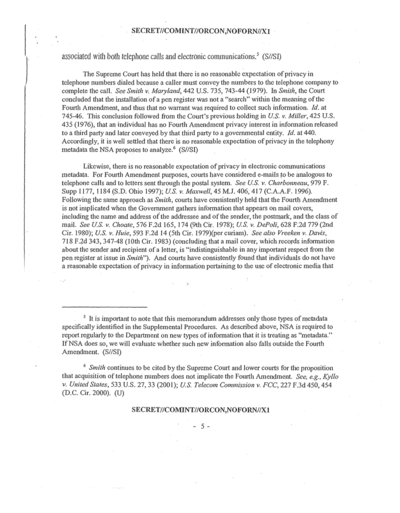 SECRET//COMINT//ORCON,NOFORN//X1
associated with both telephone calls and electronic communications.5 (S//SI)
The Supreme Court has held that there is no reasonable expectation of privacy in
telephone numbers dialed because a caller must convey the numbers to the telephone company to
complete the call. See Smith v. Maryland, 442 U.S. 735, 743-44 (1979). In Smith, the Court
concluded that the installation of a pen register was not a "search" within the meaning of the
Fourth Amendment, and thus that no warrant was required to collect such information. Id. at
745-46. This conclusion followed from the Court's previous holding in U.S. v. Miller, 425 U.S.
435 (1976), that an individual has no Fourth Amendment privacy interest in information released
to a third party and later conveyed by that third party to a governmental entity. Id. at 440.
Accordingly, it is well settled that there is no reasonable expectation of privacy in the telephony
metadata the NSA proposes to analyze.6 (S//SI)
Likewise, there is no reasonable expectation of privacy in electronic communications
metadata. For Fourth Amendment purposes, courts have considered e-mails to be analogous to
telephone calls and to letters sent through the postal system. See U.S. v. Charbonneau, 979 F.
Supp 1177, 1184 (S.D. Ohio 1997); U.S. v. Maxwell, 45 M.J. 406, 417 (C.A.A.F. 1996).
Following the same approach as Smith, courts have consistently held that the Fourth Amendment
is not implicated when the Government gathers information that appears on mail covers,
including the name and address of the addressee and of the sender, the postmark, and the class of
mail. See U.S. v. Choate, 576 F.2d 165, 174 (9th Cir. 1978); U.S. v. DePoli, 628 F.2d 779 (2nd
Cir. 1980); U.S. v. Huie, 593 F.2d 14 (5th Cir. 1979)(per curiam). See also Vreeken v. Davis,
718 F.2d 343, 347-48 (10th Cir. 1983) (concluding that a mail cover, which records information
about the sender and recipient of a letter, is "indistinguishable in any important respect from the
pen register at issue in Smith"). And courts have consistently found that individuals do not have
a reasonable expectation of privacy in information pertaining to the use of electronic media that
5 It is important to note that this memorandum addresses only those types of metadata
specifically identified in the Supplemental Procedures. As described above, NSA is required to
report regularly to the Department on new types of information that it is treating as "metadata."
If NSA does so, we will evaluate whether such new information also falls outside the Fourth
Amendment. (S//SI)
6 Smith continues to be cited by the Supreme Court and lower courts for the proposition
that acquisition of telephone numbers does not implicate the Fourth Amendment. See, e.g., Kyllo
v. United States, 533 U.S. 27, 33 (2001); U.S. Telecom Commission v. FCC, 227 F.3d 450, 454
(D.C. Cir. 2000). (U)
SECRET//COMINT//ORCON,NOFORN//X1
- 5 -